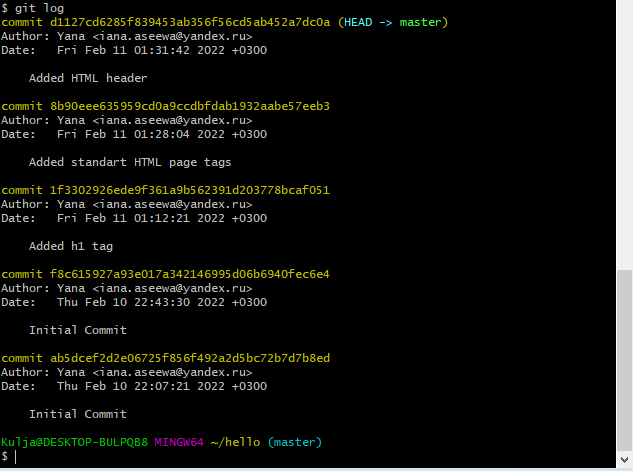 $ git log
commit d1127cd6285f839453ab356f56cd5ab452a7dc0a (HEAD -> master)
Author: Yana <iana.aseewa@yandex.ru>
Date:   Fri Feb 11 01:31:42 2022 +0300
Added HTML header
commit 8b90eee635959cd0a9ccdbfdab1932aabe57eeb3
Author: Yana <iana.aseewa@yandex.ru>
Date:   Fri Feb 11 01:28:04 2022 +0300
Added standart HTML page tags
commit 1f3302926ede9f361a9b562391d203778bcaf051
Author: Yana <iana.aseewa@yandex.ru>
Date:   Fri Feb 11 01:12:21 2022 +0300
Added h1 tag
commit f8c615927a93e017a342146995d06b6940fec6e4
Author: Yana <iana.aseewa@yandex.ru>
Date:   Thu Feb 10 22:43:30 2022 +0300
Initial Commit
commit ab5dcef2d2e06725f856f492a2d5bc72b7d7b8ed
Author: Yana <iana.aseewa@yandex.ru>
Date:   Thu Feb 10 22:07:21 2022 +0300
Initial Commit
Kulja@DESKTOP-BULPQB8 MINGW64 ~/hello (master)
$